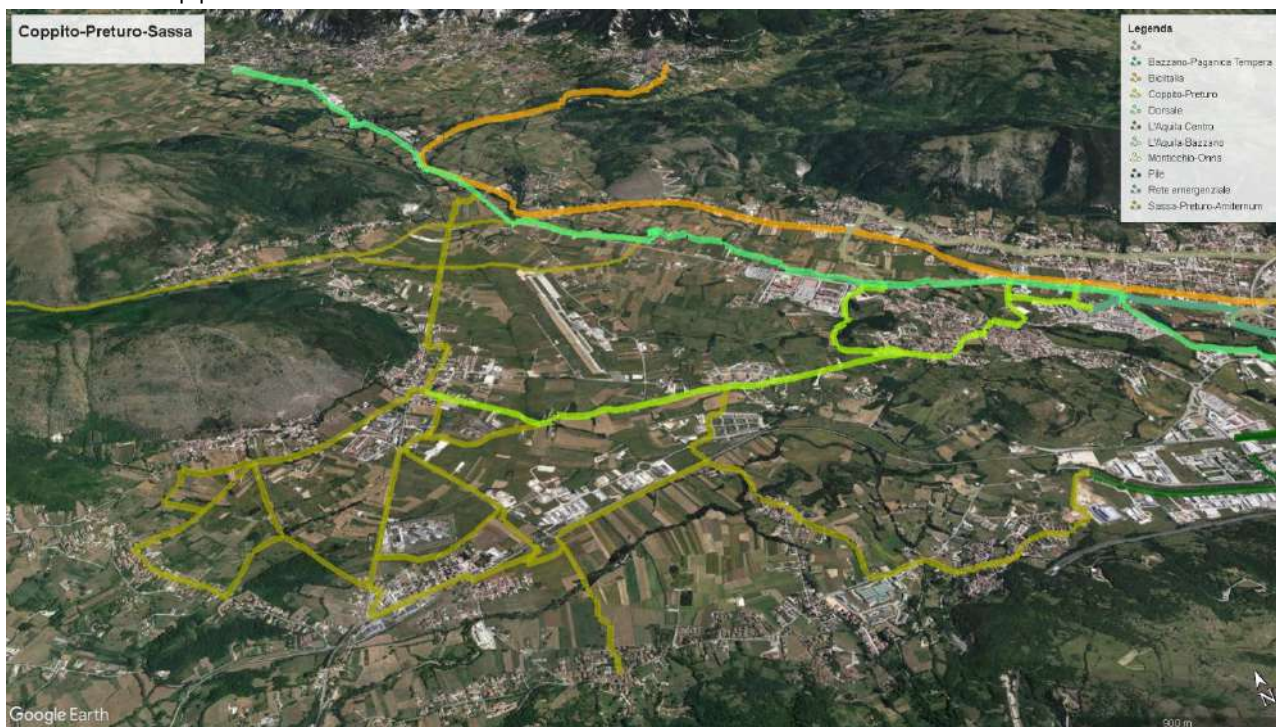 Coppito-Preturo-Sassa
Legenda
Bazzano-Paganica Tempera
BiciItalia
Coppito-Preturo
Dorsale
L'Aquila Centro
L'Aquila-Bazzano
Monticchio-Onna
Pile
Rete emergenziale
Sassa-Preturo-Amiternum
Google Earth
N
900 m